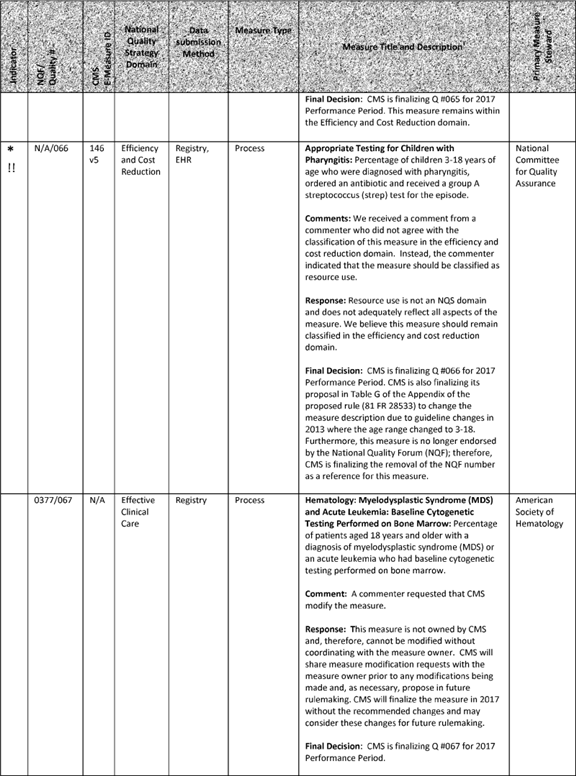 Indicator
NQF/
Quality #
CMS
E-Measure ID
National
Quality
Strategy
Domain
Data
submission
Method
Measure Type
Measure Title and Description
Primary Measure
Steward
Final Decision: CMS is finalizing Q #065 for 2017
Performance Period. This measure remains within
the Efficiency and Cost Reduction domain.
*
!!
N/A/066
146
v5
Efficiency
and Cost
Reduction
Registry,
EHR
Process
Appropriate Testing for Children with
Pharyngitis: Percentage of children 3-18 years of
age who were diagnosed with pharyngitis,
ordered an antibiotic and received a group A
streptococcus (strep) test for the episode.
Comments: We received a comment from a
commenter who did not agree with the
classification of this measure in the efficiency and
cost reduction domain. Instead, the commenter
indicated that the measure should be classified as
resource use.
Response: Resource use is not an NQS domain
and does not adequately reflect all aspects of the
measure. We believe this measure should remain
classified in the efficiency and cost reduction
domain.
Final Decision: CMS is finalizing Q #066 for 2017
Performance Period. CMS is also finalizing its
proposal in Table G of the Appendix of the
proposed rule (81 FR 28533) to change the
measure description due to guideline changes in
2013 where the age range changed to 3-18.
Furthermore, this measure is no longer endorsed
by the National Quality Forum (NQF); therefore,
CMS is finalizing the removal of the NQF number
as a reference for this measure.
National
Committee
for Quality
Assurance
0377/067
N/A
Effective
Clinical
Care
Registry
Process
Hematology: Myelodysplastic Syndrome (MDS)
and Acute Leukemia: Baseline Cytogenetic
Testing Performed on Bone Marrow: Percentage
of patients aged 18 years and older with a
diagnosis of myelodysplastic syndrome (MDS) or
an acute leukemia who had baseline cytogenetic
testing performed on bone marrow.
Comment: A commenter requested that CMS
modify the measure.
Response: This measure is not owned by CMS
and, therefore, cannot be modified without
coordinating with the measure owner. CMS will
share measure modification requests with the
measure owner prior to any modifications being
made and, as necessary, propose in future
rulemaking. CMS will finalize the measure in 2017
without the recommended changes and may
consider these changes for future rulemaking.
Final Decision: CMS is finalizing Q #067 for 2017
Performance Period.
American
Society of
Hematology